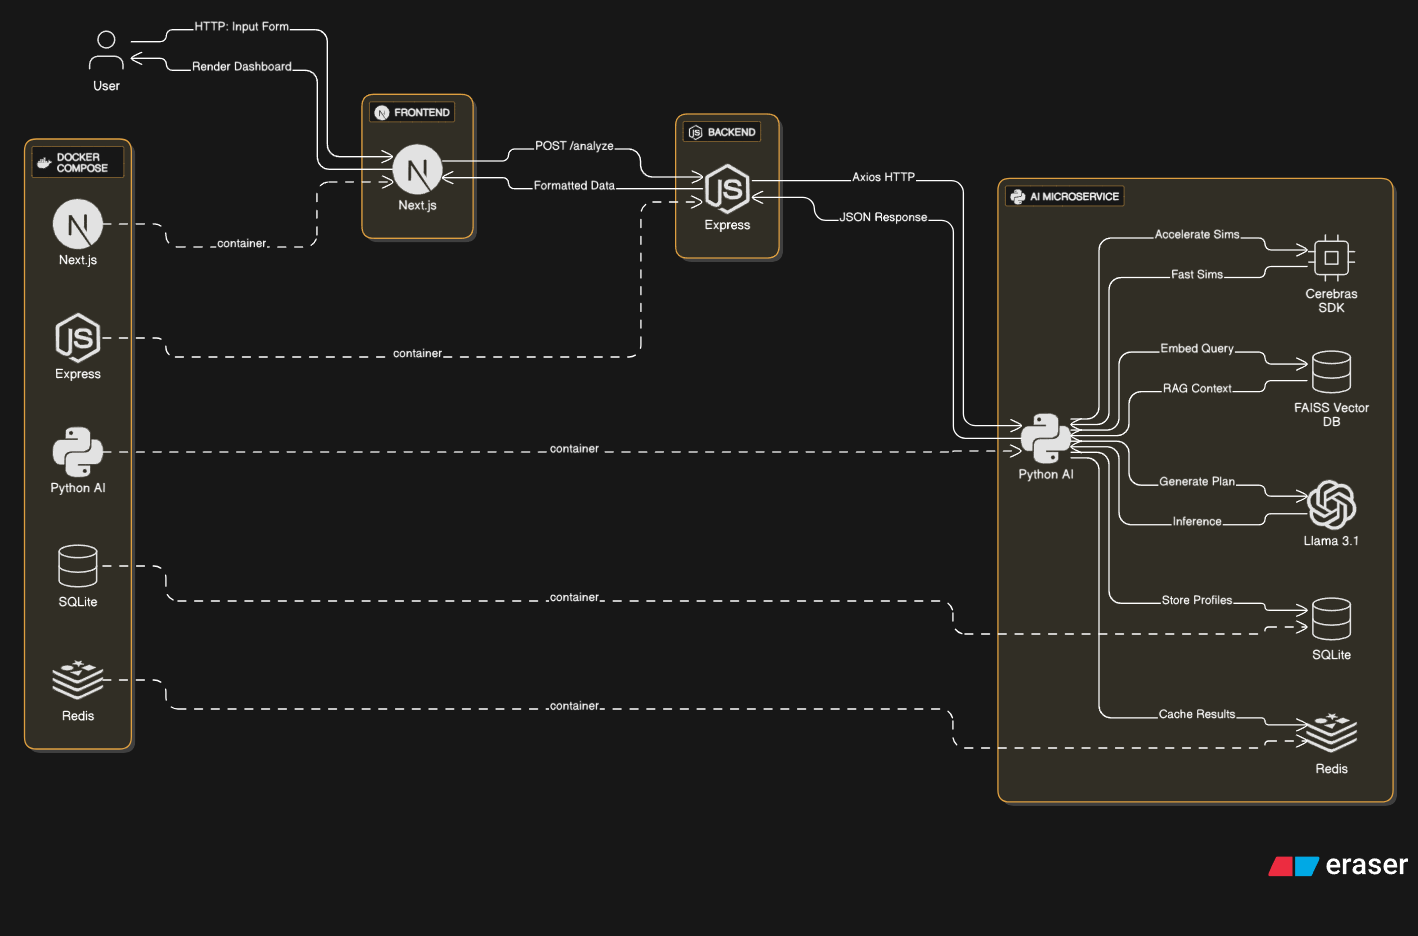 HTTP: Input Form
Render Dashboard
User
FRONTEND
Next.js
POST /analyze
Formatted Data
BACKEND
Express
Axios HTTP
JSON Response
DOCKER
COMPOSE
Next.js
container
Express
container
Python AI
container
SQLite
container
Redis
container
AI MICROSERVICE
Python AI
Accelerate Sims
Fast Sims
Cerebras
SDK
Embed Query
RAG Context
FAISS Vector
DB
Generate Plan
Inference
Llama 3.1
Store Profiles
SQLite
Cache Results
Redis
eraser